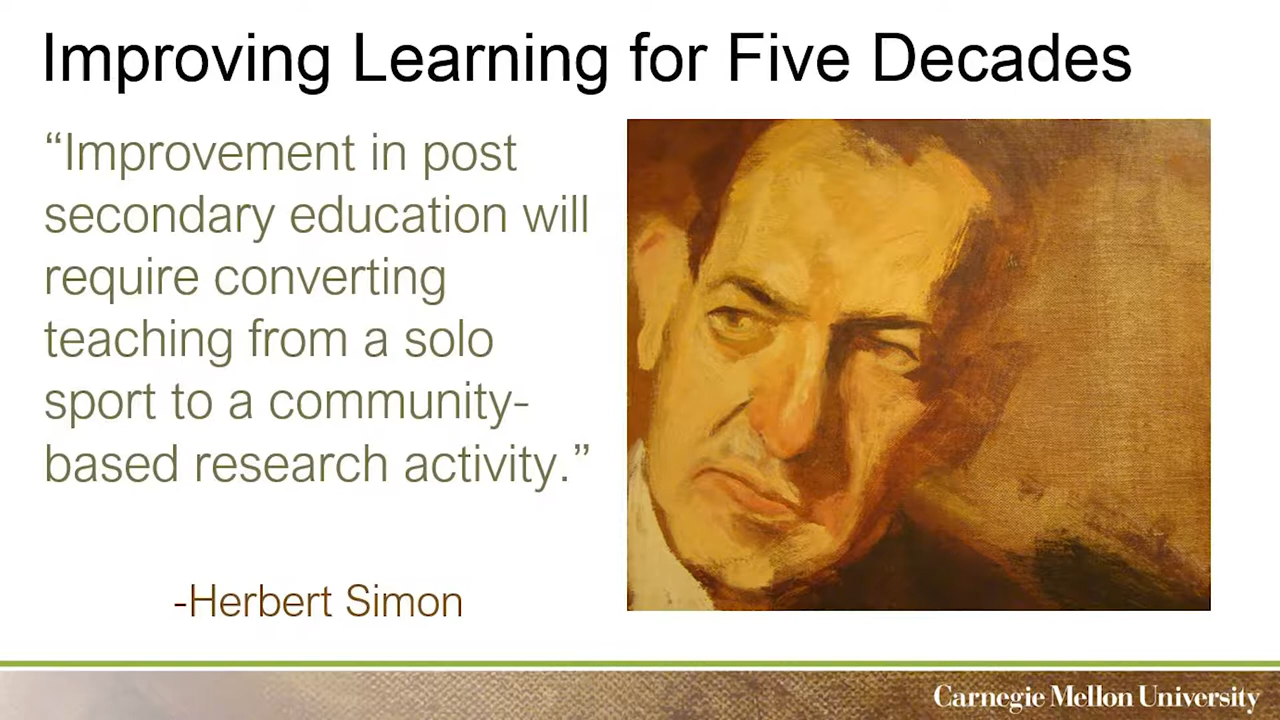 Improving Learning for Five Decades
“Improvement in post
secondary education will
require converting
teaching from a solo
sport to a community-
based research activity.”
-Herbert Simon
Carnegie Mellon University